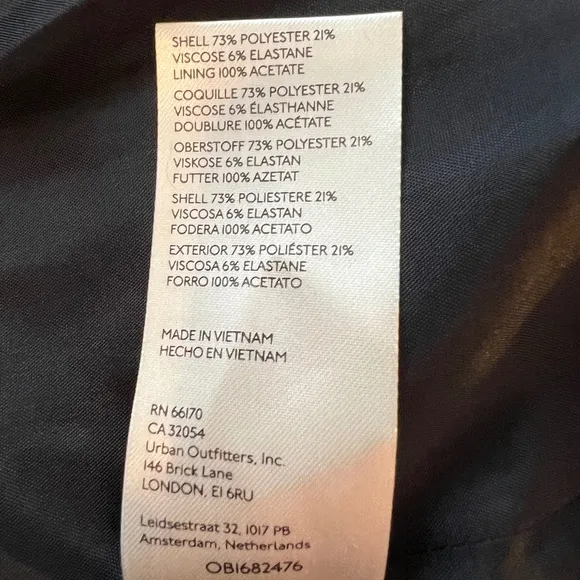 SHELL 73% POLYESTER 21%
VISCOSE 6% ELASTANE
LINING 100% ACETATE
COQUILLE 73% POLYESTER 21%
VISCOSE 6% ÉLASTHANNE
DOUBLURE 100% ACÉTATE
OBERSTOFF 73% POLYESTER 21%
VISKOSE 6% ELASTAN
FUTTER 100% AZETAT
SHELL 73% POLIESTERE 21%
VISCOSA 6% ELASTAN
FODERA 100% ACETATO
EXTERIOR 73% POLIÉSTER 21%
VISCOSA 6% ELASTANE
FORRO 100% ACETATO
MADE IN VIETNAM
HECHO EN VIETNAM
RN 66170
CA 32054
Urban Outfitters, Inc.
146 Brick Lane
LONDON, E1 6RU
Leidsestraat 32, 1017 PB
Amsterdam, Netherlands
OB1682476